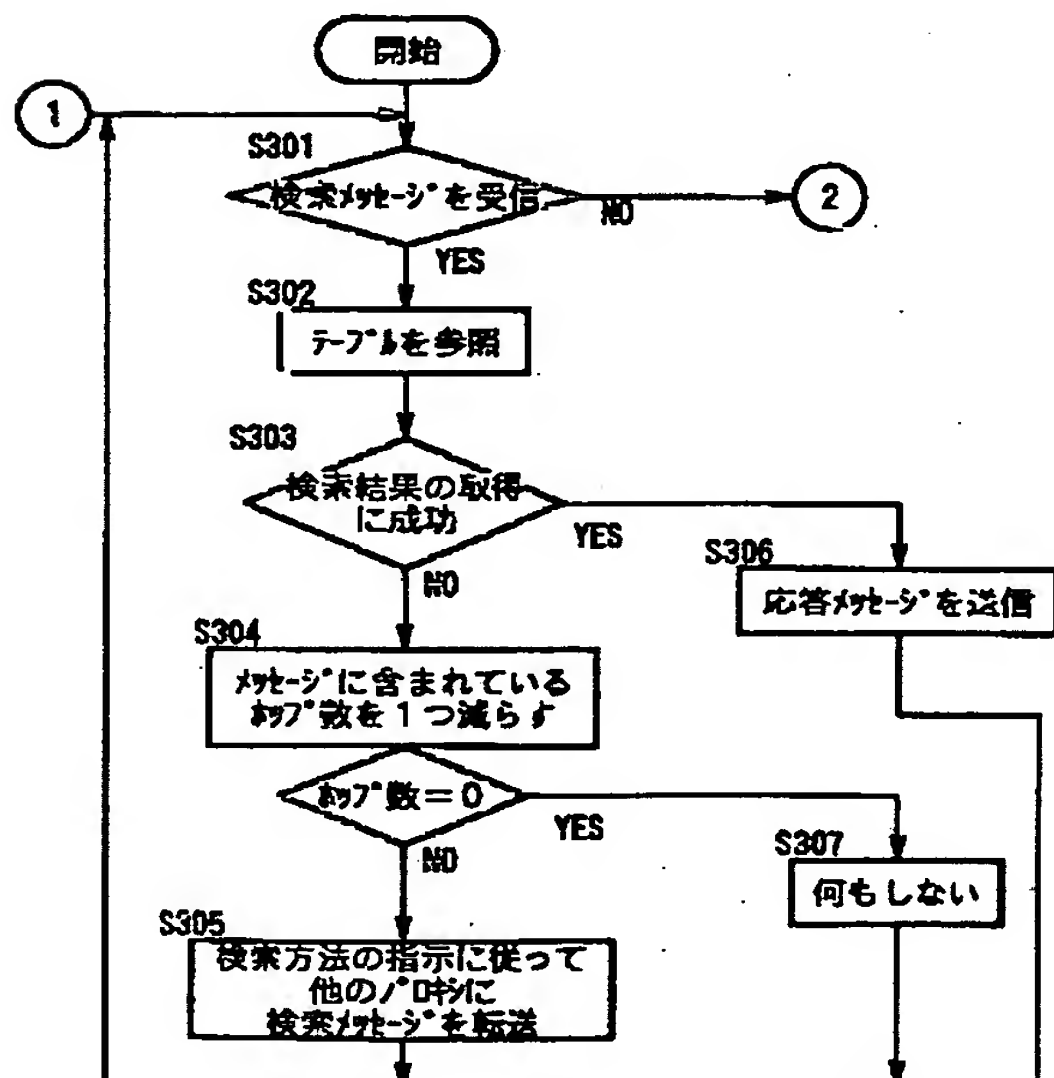 開始
1
S301
検索ﾒｯｾｰｼﾞを受信
NO
2
YES
S302
ﾃｰﾌﾞﾙを参照
S303
検索結果の取得
に成功
YES
NO
S306
応答ﾒｯｾｰｼﾞを送信
S304
ﾒｯｾｰｼﾞに含まれている
ﾎｯﾌﾟ数を1つ減らす
ﾎｯﾌﾟ数=0
YES
NO
S307
何もしない
S305
検索方法の指示に従って
他の
検索ﾒｯｾｰｼﾞを転送